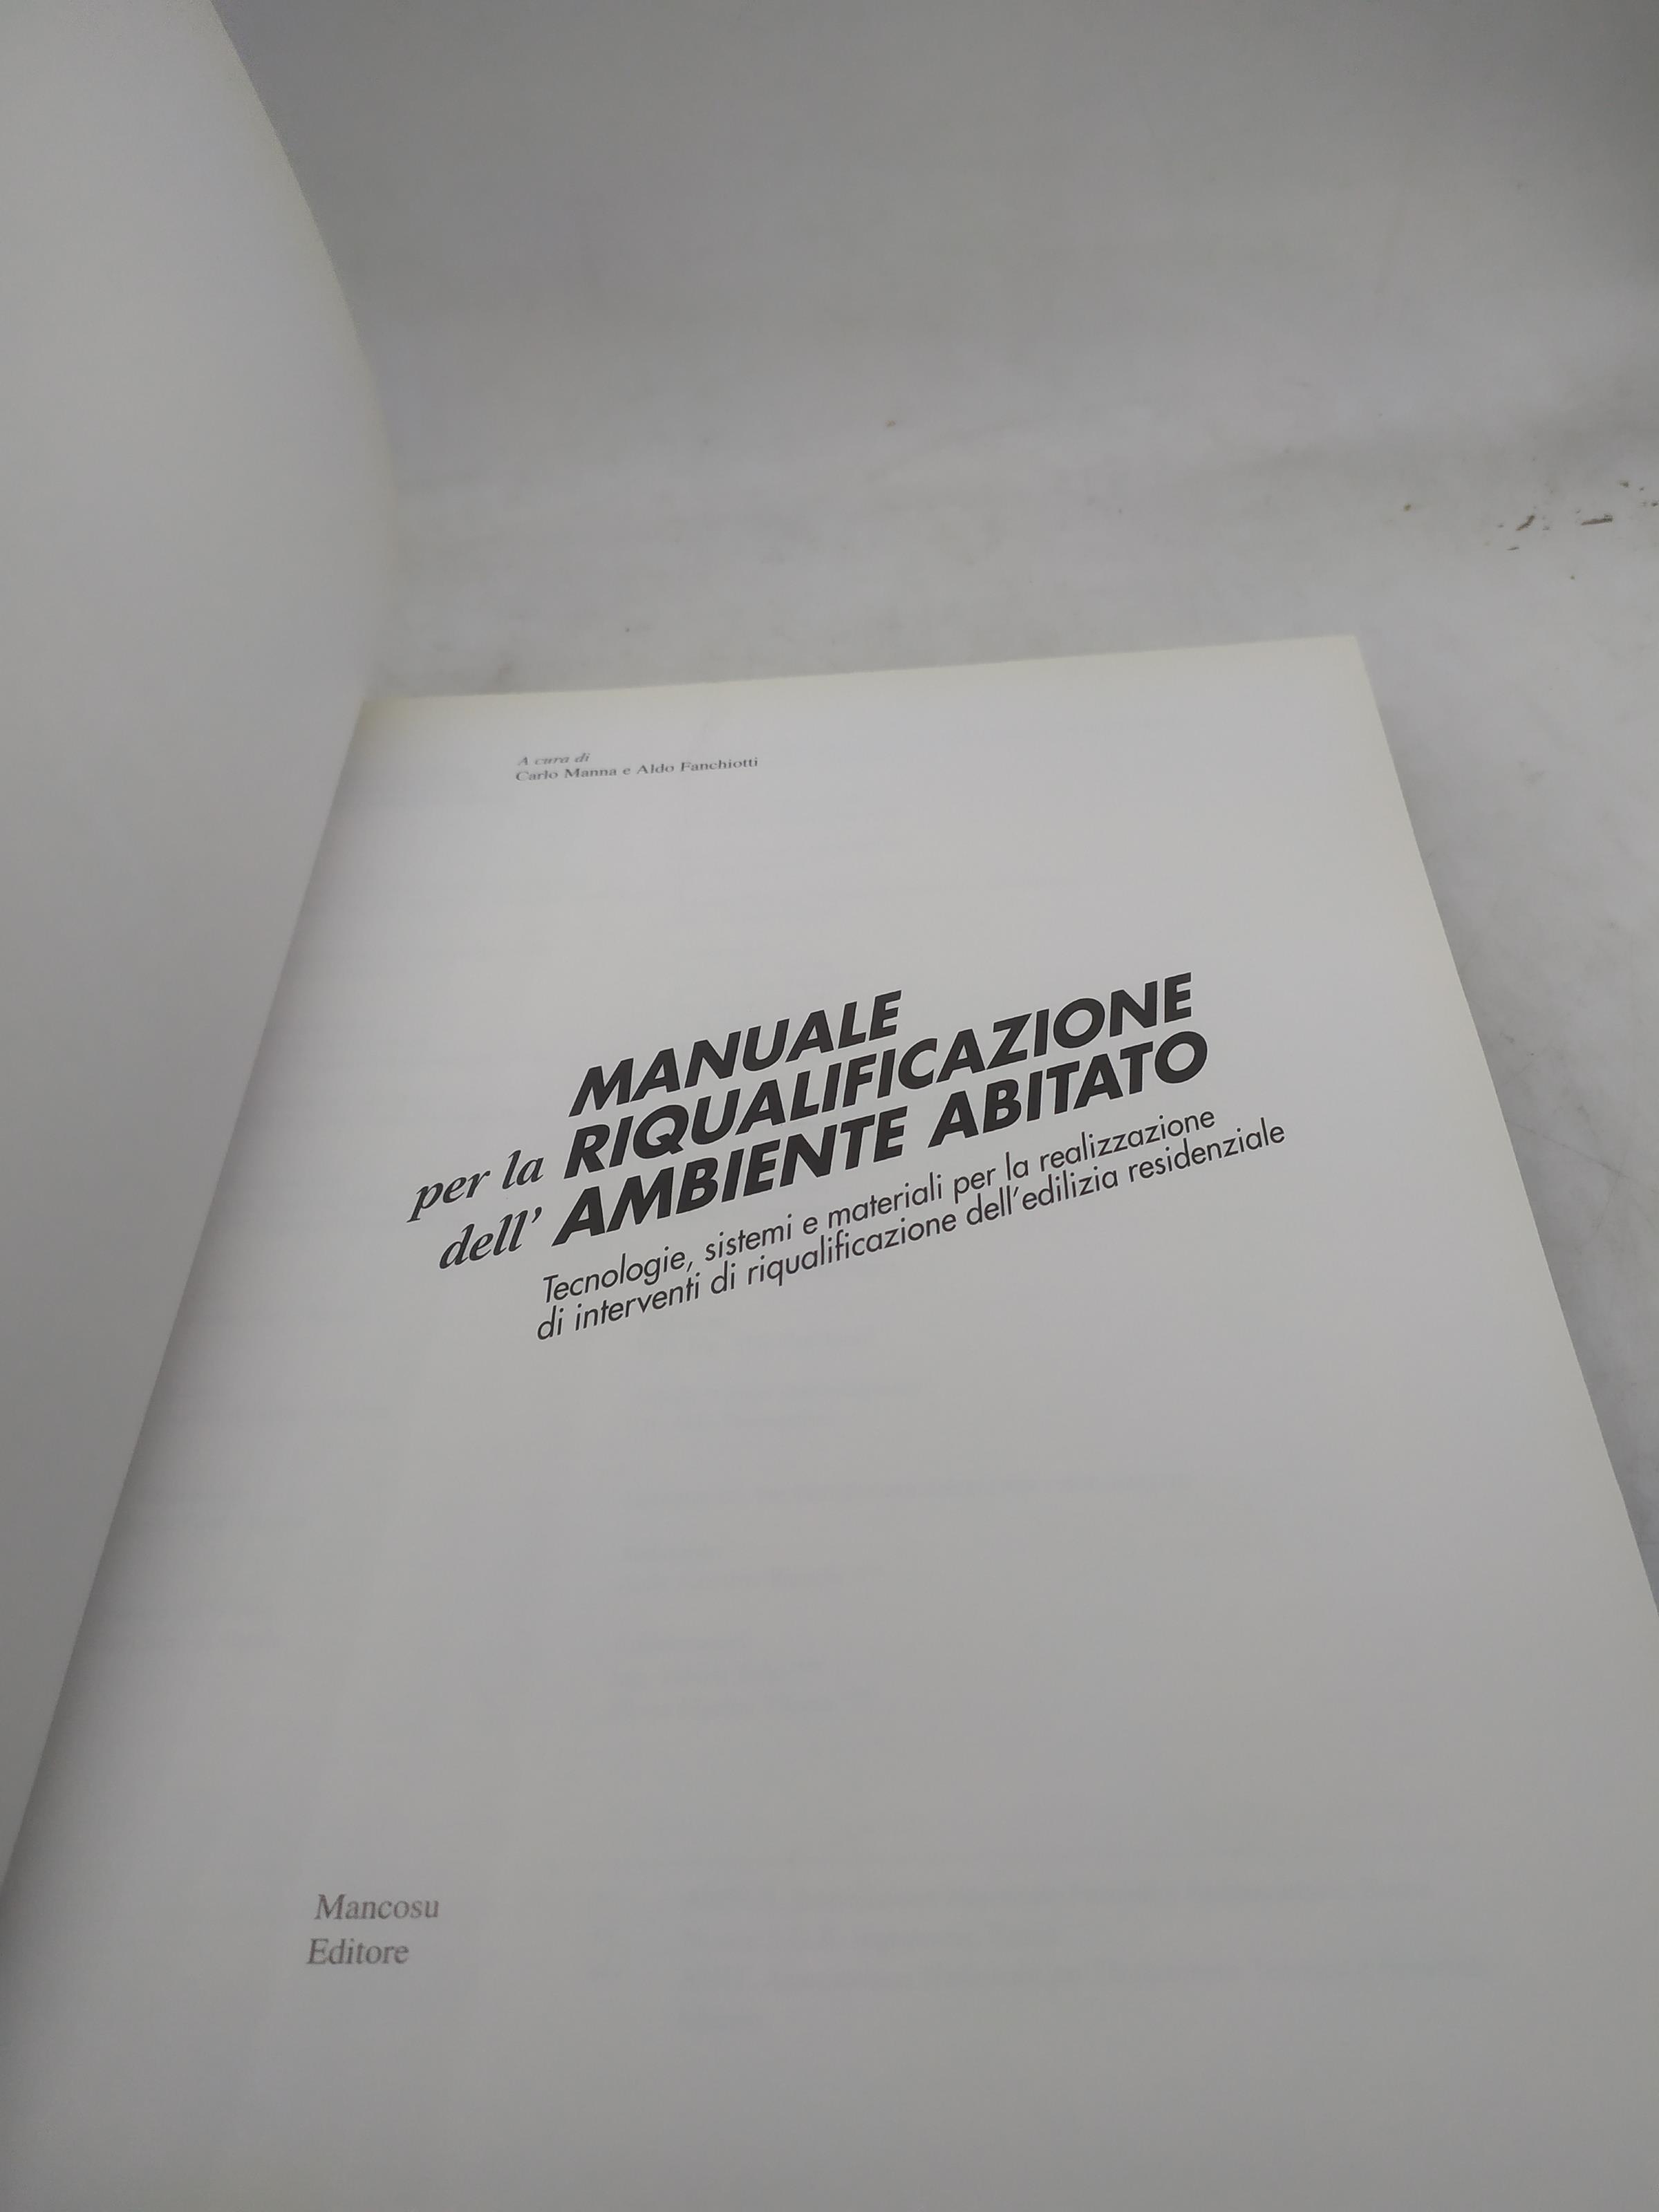 A cura di
Carlo Manna e Aldo Fanchiotti
MANUALE
per la RIQUALIFICAZIONE
dell' AMBIENTE ABITATO
Tecnologie, sistemi e materiali per la realizzazione
di interventi di riqualificazione dell'edilizia residenziale
Mancosu
Editore